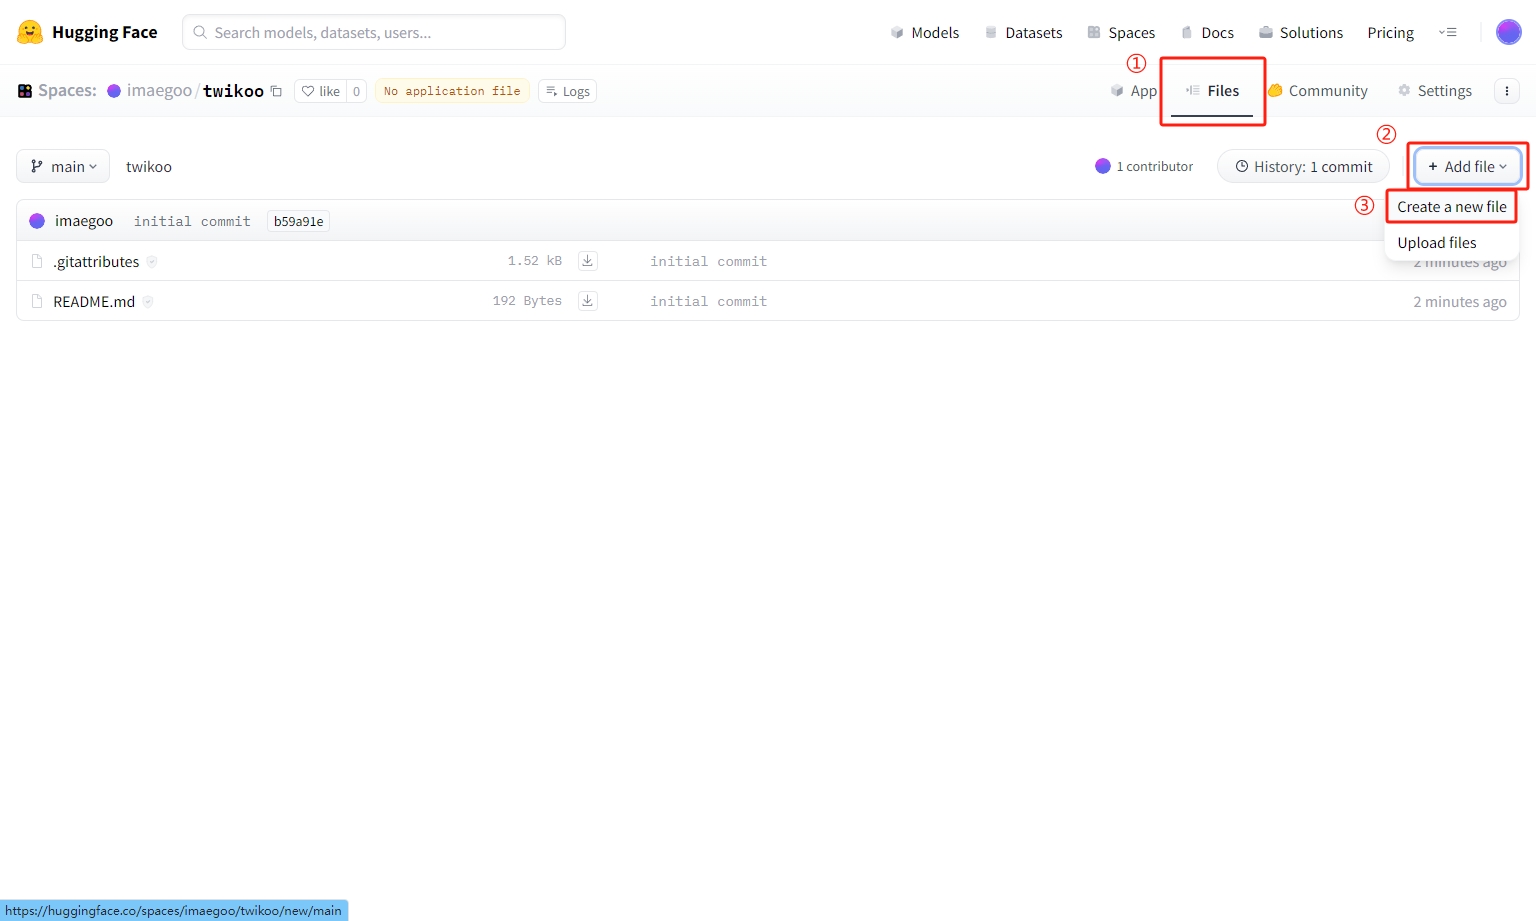 Hugging Face
Search models, datasets, users...
Models
Datasets
Spaces
Docs
Solutions
Pricing
Spaces: imaegoo/twikoo
like 0
No application file
Logs
①
App
Files
Community
Settings
main
twikoo
1 contributor
History: 1 commit
②
+ Add file
imaegoo initial commit b59a91e
③
Create a new file
Upload files
.gitattributes 1.52 kB initial commit 2 minutes ago
README.md 192 Bytes initial commit 2 minutes ago
https://huggingface.co/spaces/imaegoo/twikoo/new/main